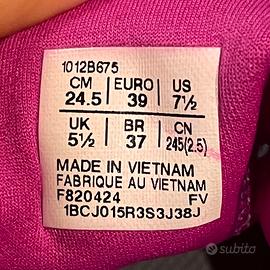 1012B675
CM EURO US
24.5 39 7½
UK BR CN
5½ 37 245(2.5)
MADE IN VIETNAM
FABRIQUE AU VIETNAM
F820424 FV
1BCJ015R3S3J38J
subito